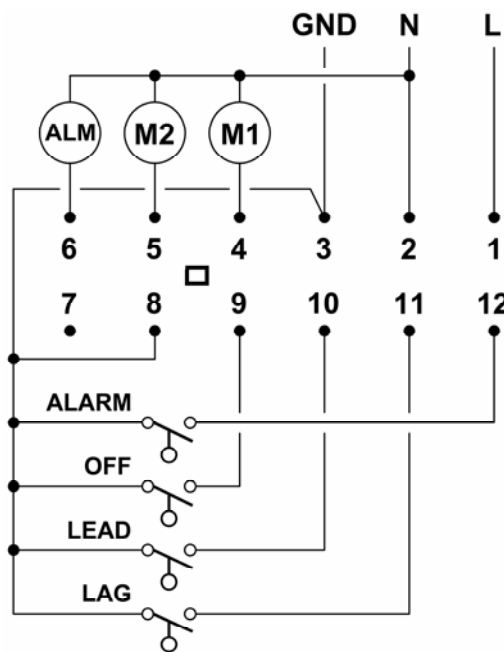 GND N L
ALM M2 M1
6 5 4 3 2 1
7 8 9 10 11 12
ALARM
OFF
LEAD
LAG